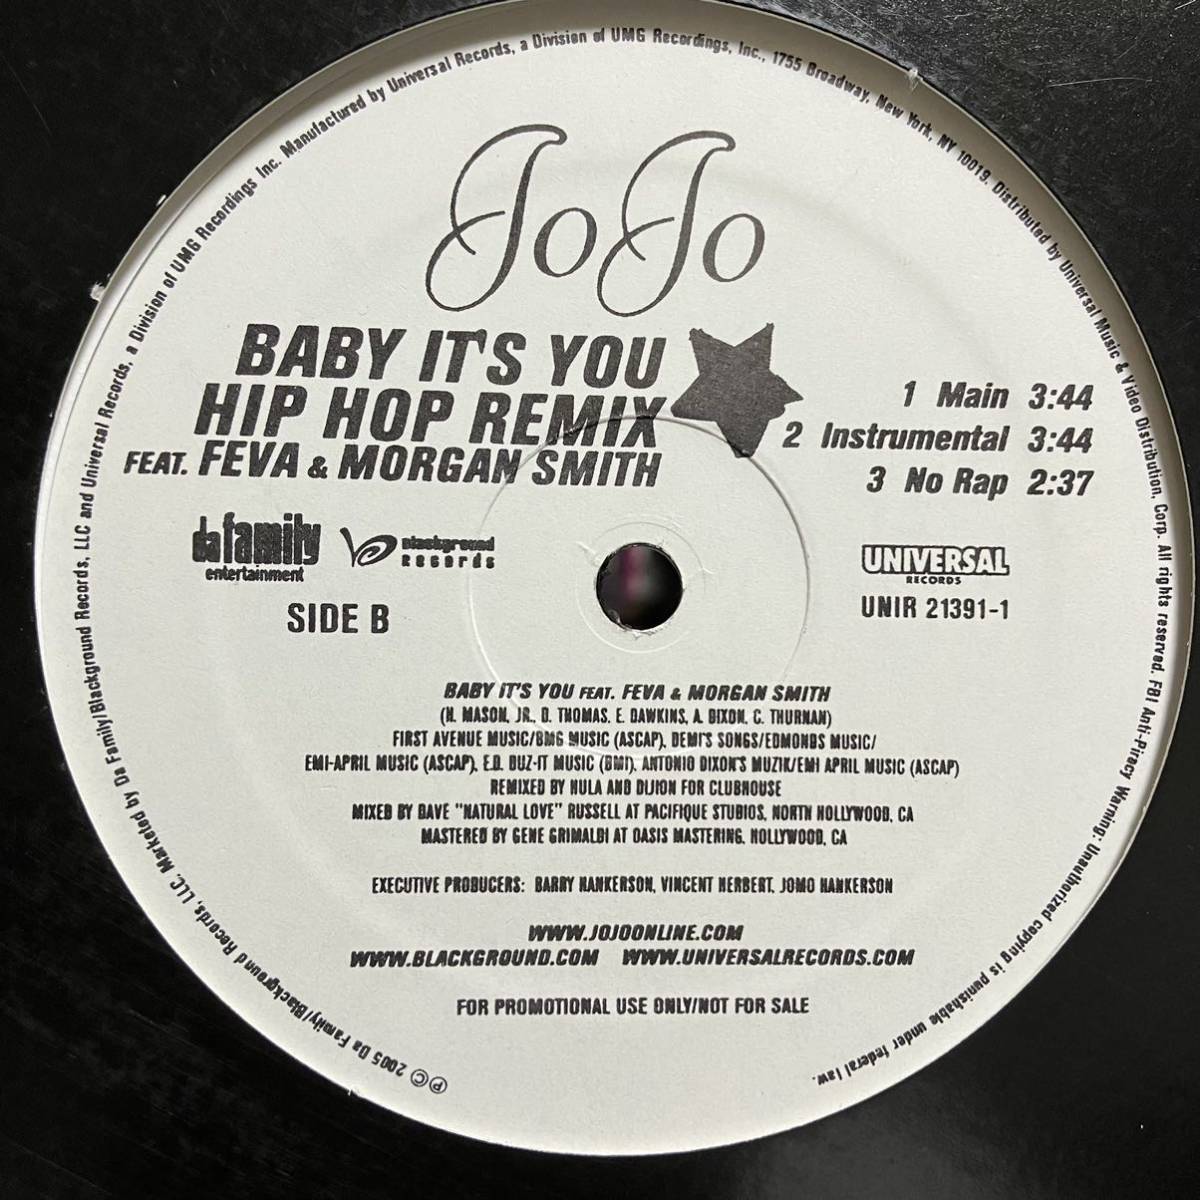 JoJo
BABY IT'S YOU
HIP HOP REMIX
FEAT. FEVA & MORGAN SMITH
1 Main 3:44
2 Instrumental 3:44
3 No Rap 2:37
da family
entertainment
Blackground
RECORDS
UNIVERSAL
RECORDS
SIDE B
UNIR 21391-1
BABY IT'S YOU FEAT. FEVA & MORGAN SMITH
(H. MASON, JR., D. THOMAS, E. DAWKINS, A. DIXON, C. THURMAN)
FIRST AVENUE MUSIC/BMG MUSIC (ASCAP), DEMI'S SONGS/EDMONDS MUSIC/
EMI-APRIL MUSIC (ASCAP), E.D. DUZ-IT MUSIC (BMI), ANTONIO DIXON'S MUZIK/EMI APRIL MUSIC (ASCAP)
REMIXED BY HULA AND DIJION FOR CLUBHOUSE
MIXED BY DAVE "NATURAL LOVE" RUSSELL AT PACIFIQUE STUDIOS, NORTH HOLLYWOOD, CA
MASTERED BY GENE GRIMALDI AT OASIS MASTERING, HOLLYWOOD, CA
EXECUTIVE PRODUCERS: BARRY HANKERSON, VINCENT HERBERT, JOMO HANKERSON
WWW.JOJOONLINE.COM
WWW.BLACKGROUND.COM WWW.UNIVERSALRECORDS.COM
FOR PROMOTIONAL USE ONLY/NOT FOR SALE
℗© 2005 Da Family/Blackground Records, LLC. Marketed by Da Family/Blackground Records, LLC and Universal Records, a Division of UMG Recordings Inc. Manufactured by Universal Records, a Division of UMG Recordings, Inc., 1755 Broadway, New York, NY 10019. Distributed by Universal Music & Video Distribution, Corp. All rights reserved. FBI Anti-Piracy Warning: Unauthorized copying is punishable under federal law.